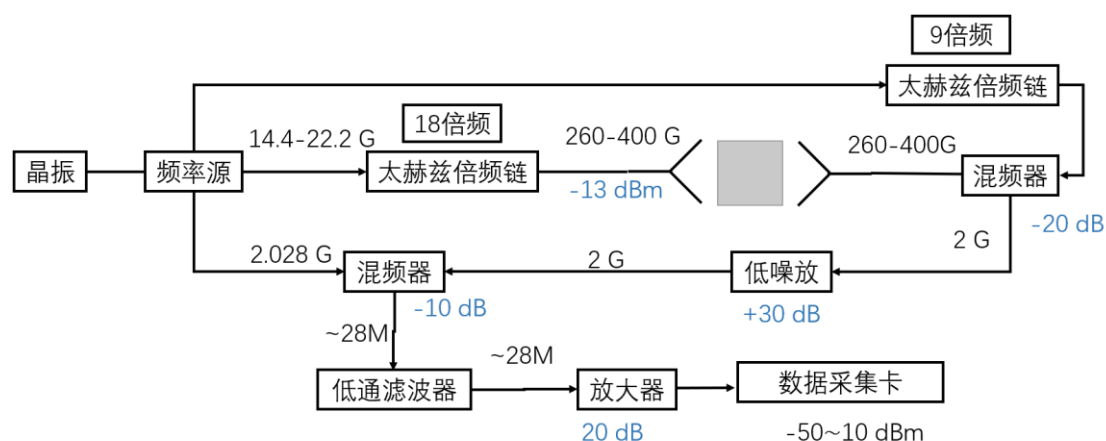 9倍频
太赫兹倍频链
18倍频
14.4-22.2 G
260-400 G
260-400G
晶振
频率源
太赫兹倍频链
混频器
-13 dBm
-20 dB
2 G
2.028 G
2 G
混频器
低噪放
-10 dB
+30 dB
~28M
~28M
低通滤波器
放大器
数据采集卡
20 dB
-50~10 dBm